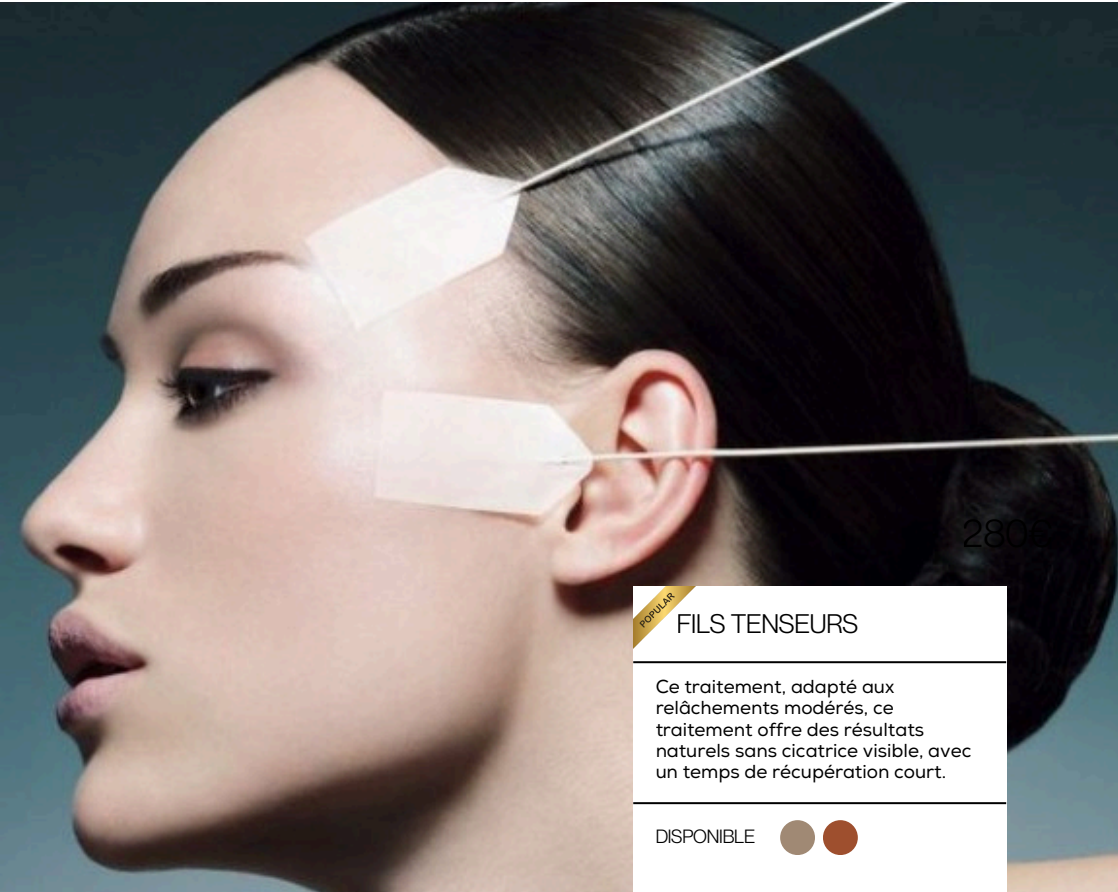 280€
POPULAR
FILS TENSEURS
Ce traitement, adapté aux
relâchements modérés, ce
traitement offre des résultats
naturels sans cicatrice visible, avec
un temps de récupération court.
DISPONIBLE